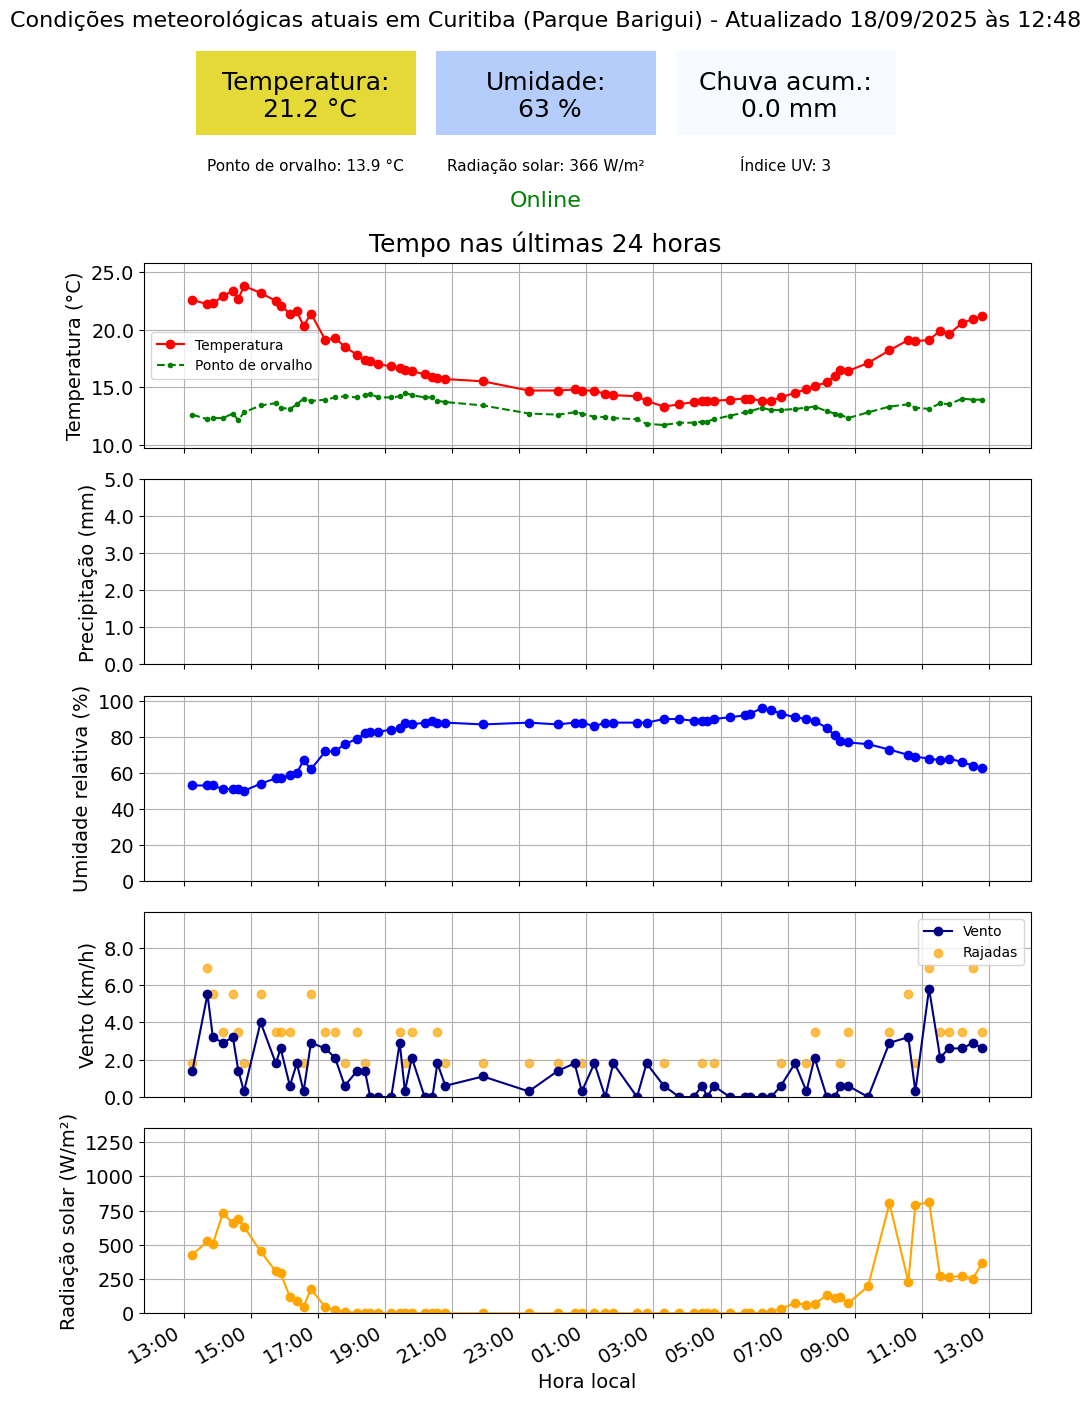 Condições meteorológicas atuais em Curitiba (Parque Barigui) - Atualizado 18/09/2025 às 12:48
Temperatura:
21.2 °C
Umidade:
63 %
Chuva acum.:
0.0 mm
Ponto de orvalho: 13.9 °C
Radiação solar: 366 W/m²
Índice UV: 3
Online
Tempo nas últimas 24 horas
Temperatura (°C)
25.0
20.0
15.0
10.0
Temperatura
Ponto de orvalho
Precipitação (mm)
5.0
4.0
3.0
2.0
1.0
0.0
Umidade relativa (%)
100
80
60
40
20
0
Vento (km/h)
8.0
6.0
4.0
2.0
0.0
Vento
Rajadas
Radiação solar (W/m²)
1250
1000
750
500
250
0
13:00
15:00
17:00
19:00
21:00
23:00
01:00
03:00
05:00
07:00
09:00
11:00
13:00
Hora local